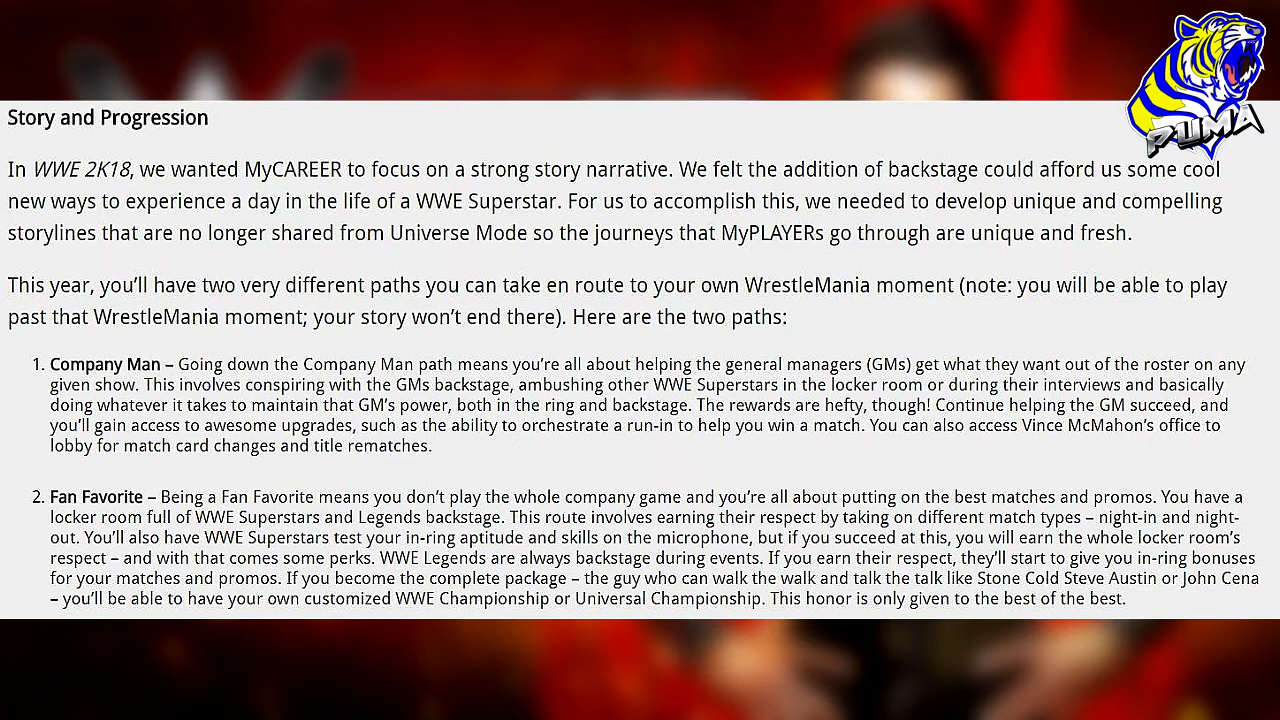 PUMA
Story and Progression
In WWE 2K18, we wanted MyCAREER to focus on a strong story narrative. We felt the addition of backstage could afford us some cool
new ways to experience a day in the life of a WWE Superstar. For us to accomplish this, we needed to develop unique and compelling
storylines that are no longer shared from Universe Mode so the journeys that MyPLAYERs go through are unique and fresh.
This year, you’ll have two very different paths you can take en route to your own WrestleMania moment (note: you will be able to play
past that WrestleMania moment; your story won’t end there). Here are the two paths:
1. Company Man – Going down the Company Man path means you’re all about helping the general managers (GMs) get what they want out of the roster on any
given show. This involves conspiring with the GMs backstage, ambushing other WWE Superstars in the locker room or during their interviews and basically
doing whatever it takes to maintain that GM’s power, both in the ring and backstage. The rewards are hefty, though! Continue helping the GM succeed, and
you’ll gain access to awesome upgrades, such as the ability to orchestrate a run-in to help you win a match. You can also access Vince McMahon’s office to
lobby for match card changes and title rematches.
2. Fan Favorite – Being a Fan Favorite means you don’t play the whole company game and you’re all about putting on the best matches and promos. You have a
locker room full of WWE Superstars and Legends backstage. This route involves earning their respect by taking on different match types – night-in and night-
out. You’ll also have WWE Superstars test your in-ring aptitude and skills on the microphone, but if you succeed at this, you will earn the whole locker room’s
respect – and with that comes some perks. WWE Legends are always backstage during events. If you earn their respect, they’ll start to give you in-ring bonuses
for your matches and promos. If you become the complete package – the guy who can walk the walk and talk the talk like Stone Cold Steve Austin or John Cena
– you’ll be able to have your own customized WWE Championship or Universal Championship. This honor is only given to the best of the best.